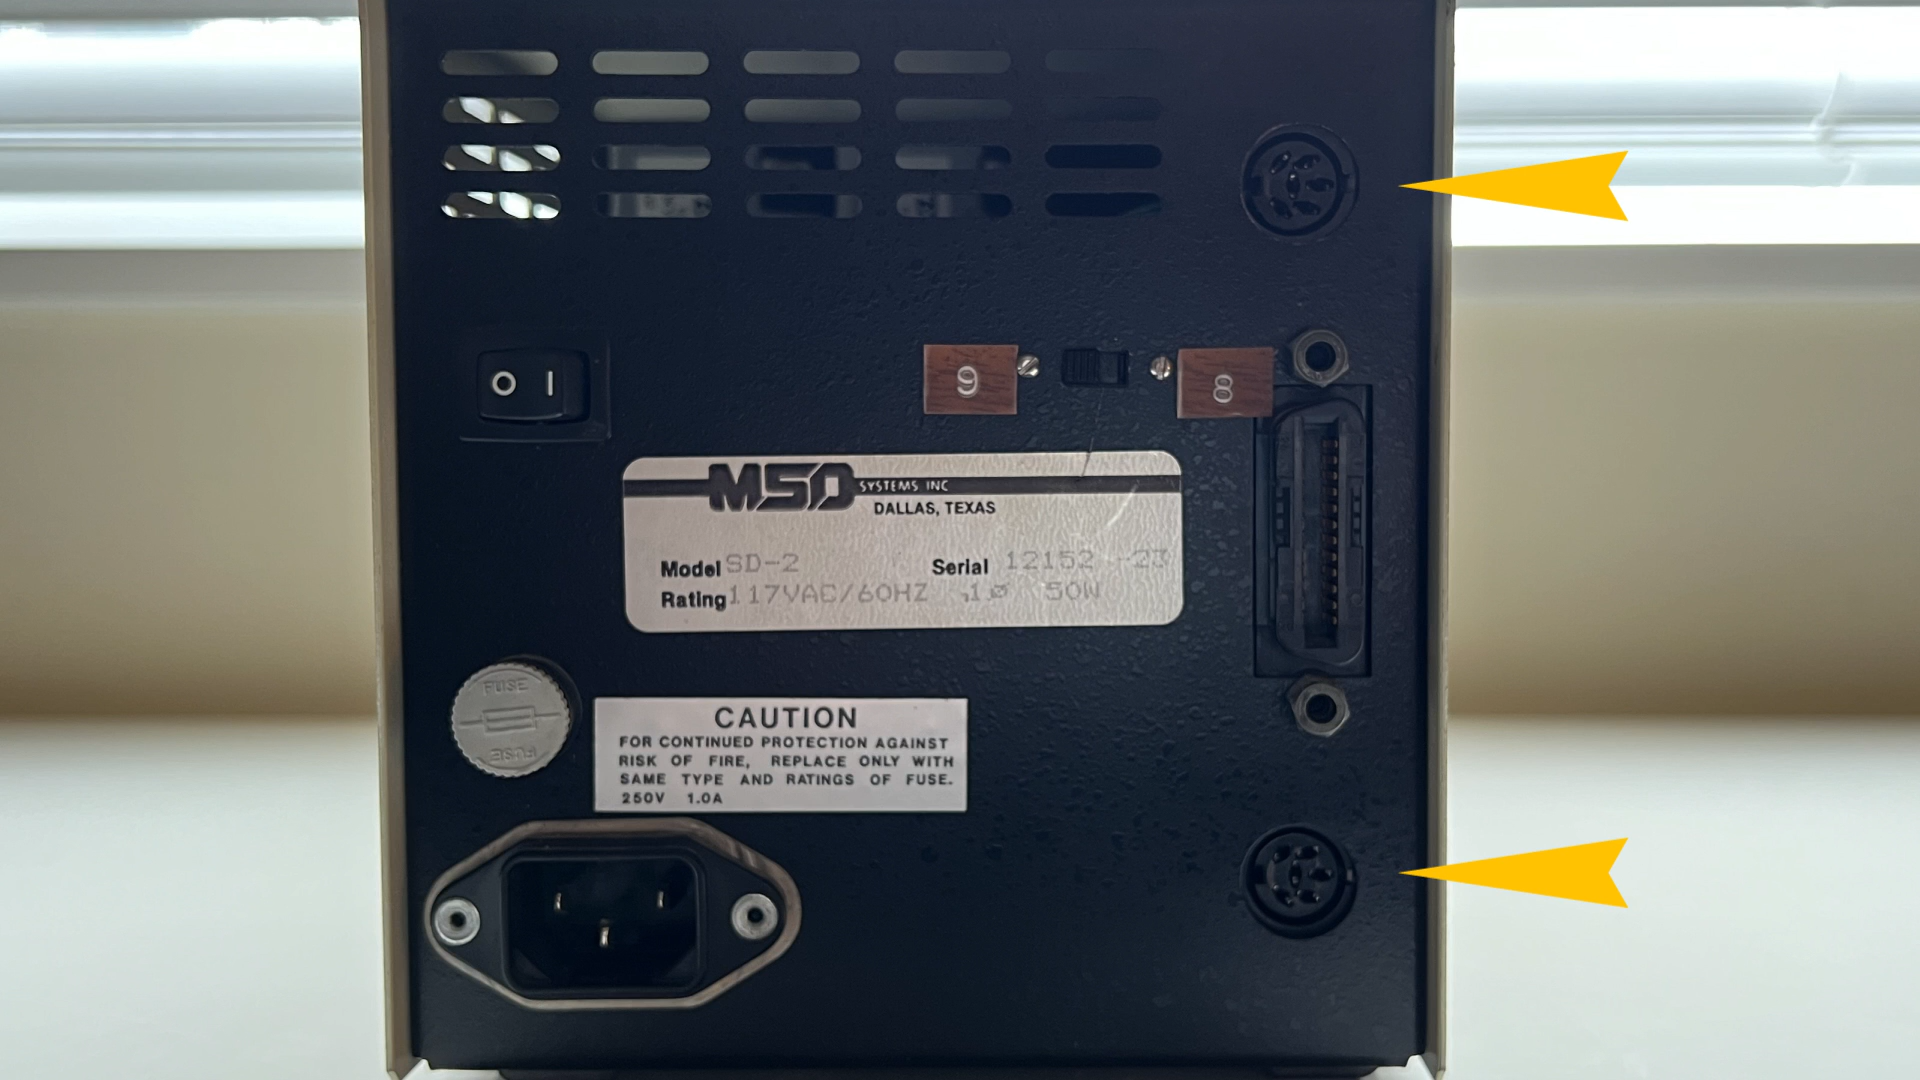 O I
9
8
MSD SYSTEMS INC
DALLAS, TEXAS
Model SD-2 Serial 12152 -23
Rating 117VAC/60HZ .1Ø 50W
FUSE
FUSE
CAUTION
FOR CONTINUED PROTECTION AGAINST
RISK OF FIRE, REPLACE ONLY WITH
SAME TYPE AND RATINGS OF FUSE.
250V 1.0A